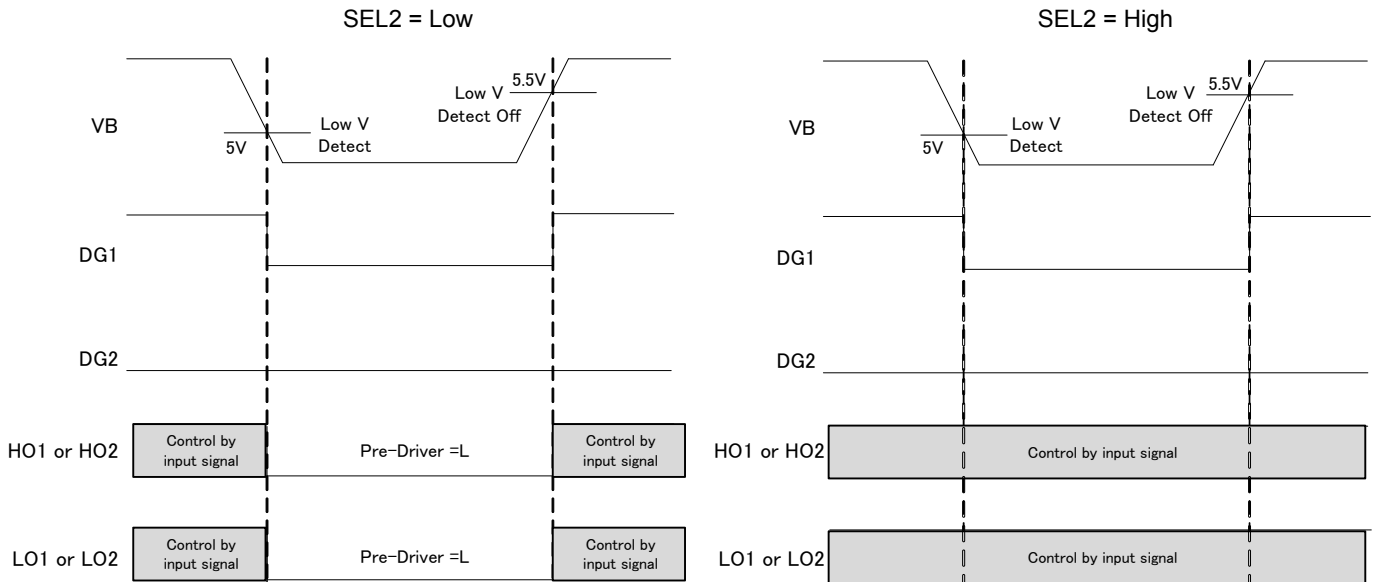 SEL2 = Low
5.5V
Low V
Detect Off
VB
Low V
Detect
5V
DG1
DG2
HO1 or HO2
Control by
input signal
Pre-Driver =L
Control by
input signal
LO1 or LO2
Control by
input signal
Pre-Driver =L
Control by
input signal
SEL2 = High
5.5V
Low V
Detect Off
VB
Low V
Detect
5V
DG1
DG2
HO1 or HO2
Control by input signal
LO1 or LO2
Control by input signal